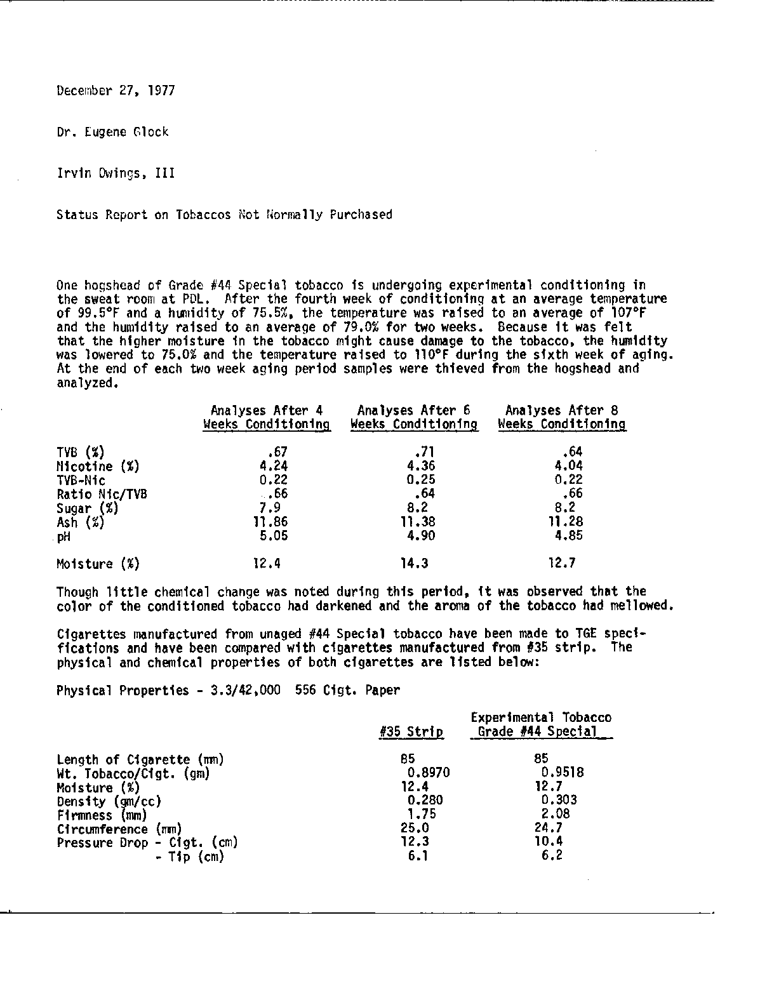 December 27, 1977
Dr. Eugene Glock
Irvin Owings, III
Status Report on Tobaccos Not Normally Purchased
One hogshead of Grade #44 Special tobacco is undergoing experimental conditioning in
the sweat room at PDL. After the fourth week of conditioning at an average temperature
of 99.5°F and a humidity of 75.5%, the temperature was raised to an average of 107°F
and the humidity raised to an average of 79.0% for two weeks. Because it was felt
that the higher moisture in the tobacco might cause damage to the tobacco, the humidity
was lowered to 75.0% and the temperature raised to 110°F during the sixth week of aging.
At the end of each two week aging period samples were thieved from the hogshead and
analyzed.
Analyses After 4 Analyses After 6 Analyses After 8
Weeks Conditioning Weeks Conditioning Weeks Conditioning
TVB (%) .67 .71 .64
Nicotine (%) 4.24 4.36 4.04
TVB-Nic 0.22 0.25 0.22
Ratio Nic/TVB .66 .64 .66
Sugar (%) 7.9 8.2 8.2
Ash (%) 11.86 11.38 11.28
pH 5.05 4.90 4.85
Moisture (%) 12.4 14.3 12.7
Though little chemical change was noted during this period, it was observed that the
color of the conditioned tobacco had darkened and the aroma of the tobacco had mellowed.
Cigarettes manufactured from unaged #44 Special tobacco have been made to TGE speci-
fications and have been compared with cigarettes manufactured from #35 strip. The
physical and chemical properties of both cigarettes are listed below:
Physical Properties - 3.3/42,000 556 Cigt. Paper
Experimental Tobacco
#35 Strip Grade #44 Special
Length of Cigarette (mm) 85 85
Wt. Tobacco/Cigt. (gm) 0.8970 0.9518
Moisture (%) 12.4 12.7
Density (gm/cc) 0.280 0.303
Firmness (mm) 1.75 2.08
Circumference (mm) 25.0 24.7
Pressure Drop - Cigt. (cm) 12.3 10.4
- Tip (cm) 6.1 6.2